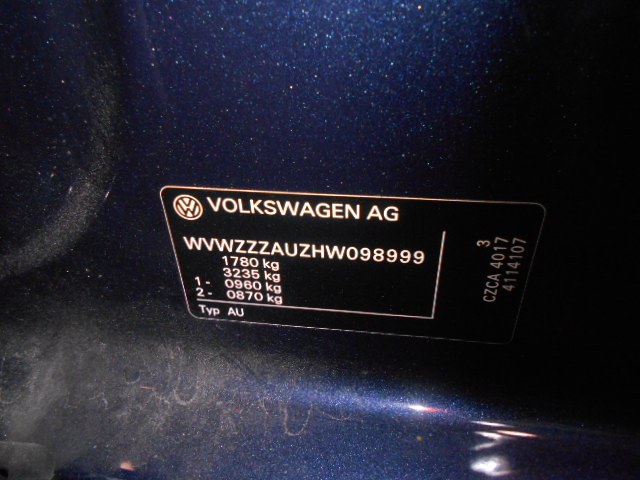 VOLKSWAGEN AG
WVWZZZAUZHW098999
1780 kg
3235 kg
1 - 0960 kg
2 - 0870 kg
Typ AU
3
CZCA 4017
4114107